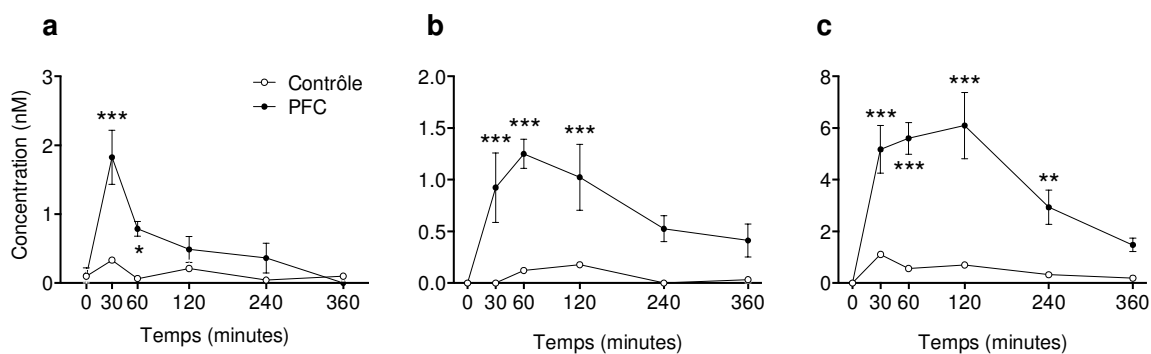 a
b
c
Concentration (nM)
3
2
1
0
Contrôle
PFC
***
*
0 30 60 120 240 360
Temps (minutes)
2.0
1.5
1.0
0.5
0.0
***
***
***
0 30 60 120 240 360
Temps (minutes)
8
6
4
2
0
***
***
***
**
0 30 60 120 240 360
Temps (minutes)